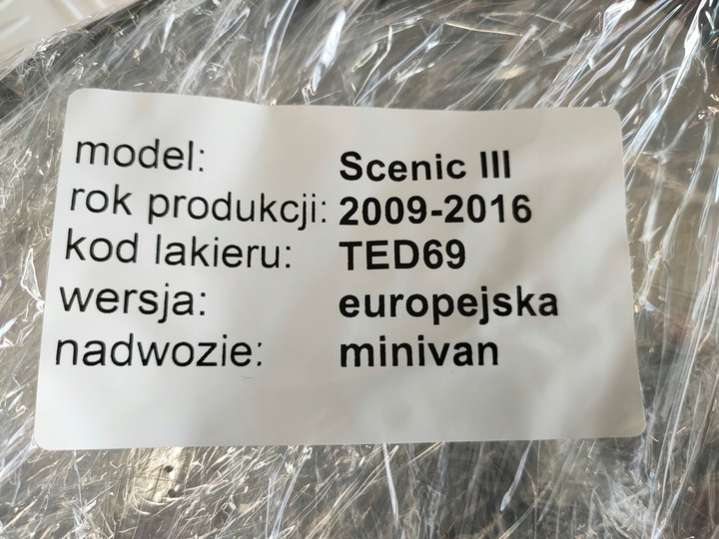 model: Scenic III
rok produkcji: 2009-2016
kod lakieru: TED69
wersja: europejska
nadwozie: minivan